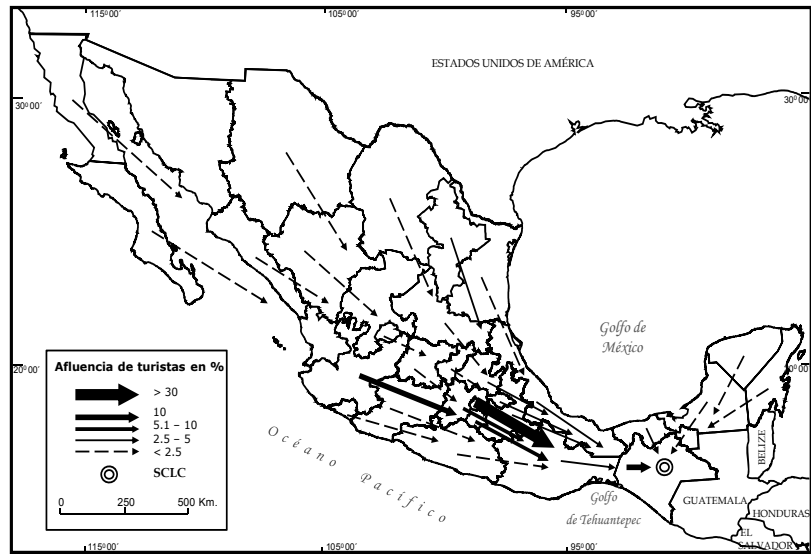 115º00´ 105º00´ 95º00´
ESTADOS UNIDOS DE AMÉRICA
30º00´ 30º00´
Golfo de
México
20º00´
Afluencia de turistas en %
> 30
10
5.1 – 10
2.5 – 5
< 2.5
SCLC
0 250 500 Km.
Océano Pacífico
Golfo
de Tehuantepec
BELIZE
GUATEMALA
HONDURAS
EL
SALVADOR
115º00´ 105º00´ 95º00´